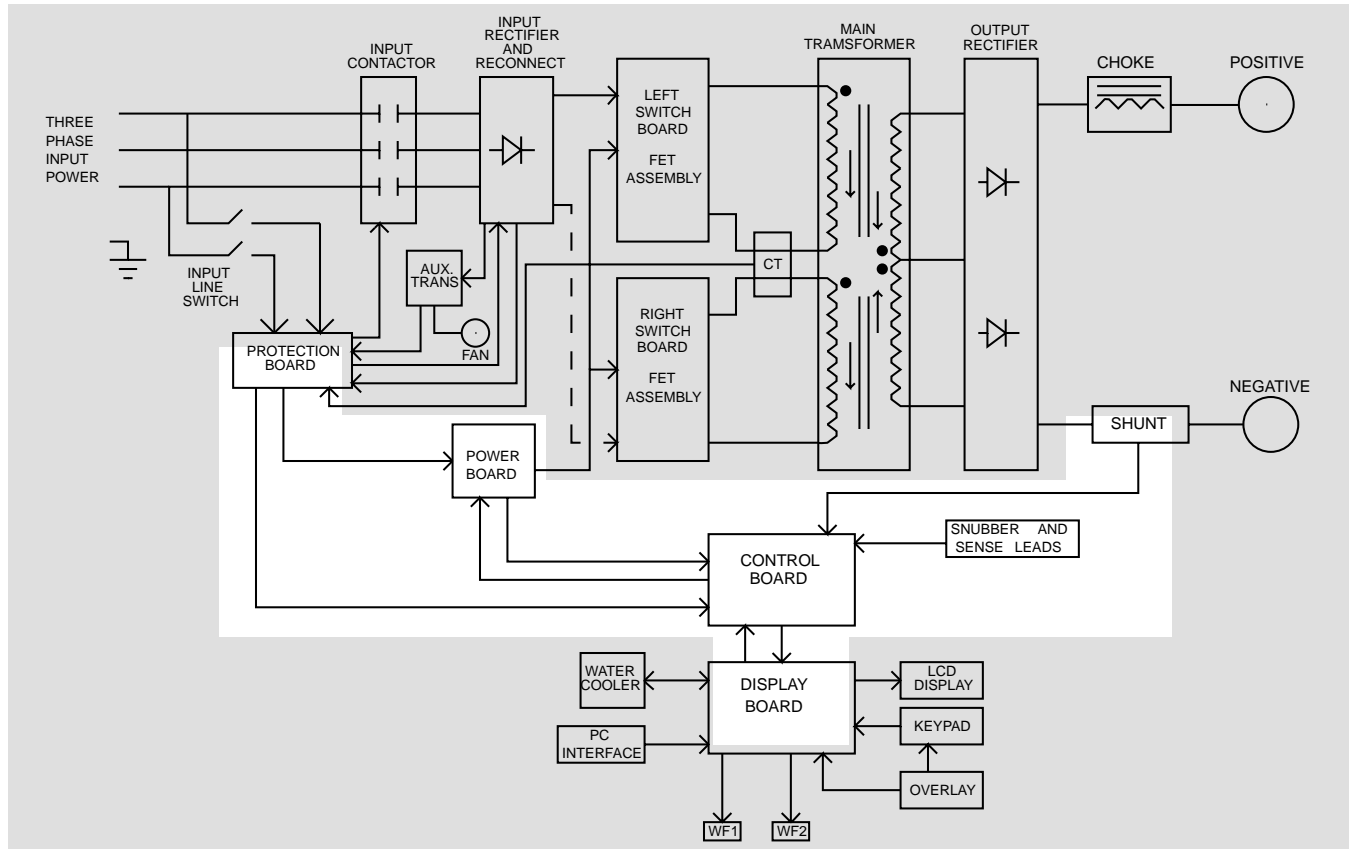 INPUT
CONTACTOR
INPUT
RECTIFIER
AND
RECONNECT
MAIN
TRAMSFORMER
OUTPUT
RECTIFIER
CHOKE
POSITIVE
THREE
PHASE
INPUT
POWER
LEFT
SWITCH
BOARD
FET
ASSEMBLY
INPUT
LINE
SWITCH
AUX.
TRANS
FAN
CT
PROTECTION
BOARD
RIGHT
SWITCH
BOARD
FET
ASSEMBLY
NEGATIVE
SHUNT
POWER
BOARD
CONTROL
BOARD
SNUBBER AND
SENSE LEADS
WATER
COOLER
PC
INTERFACE
DISPLAY
BOARD
LCD
DISPLAY
KEYPAD
OVERLAY
WF1
WF2